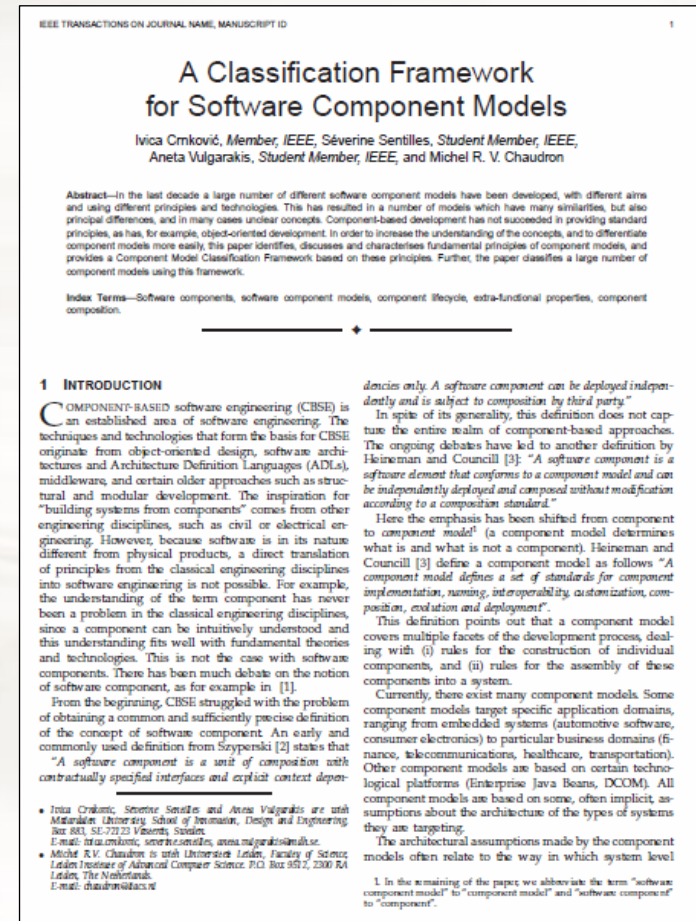 IEEE TRANSACTIONS ON JOURNAL NAME, MANUSCRIPT ID 1
A Classification Framework
for Software Component Models
Ivica Crnković, Member, IEEE, Séverine Sentilles, Student Member, IEEE,
Aneta Vulgarakis, Student Member, IEEE, and Michel R. V. Chaudron
Abstract—In the last decade a large number of different software component models have been developed, with different aims
and using different principles and technologies. This has resulted in a number of models which have many similarities, but also
principal differences, and in many cases unclear concepts. Component-based development has not succeeded in providing standard
principles, as has, for example, object-oriented development. In order to increase the understanding of the concepts, and to differentiate
component models more easily, this paper identifies, discusses and characterises fundamental principles of component models, and
provides a Component Model Classification Framework based on these principles. Further, the paper classifies a large number of
component models using this framework.
Index Terms—Software components, software component models, component lifecycle, extra-functional properties, component
composition.
1 INTRODUCTION
COMPONENT-BASED software engineering (CBSE) is
an established area of software engineering. The
techniques and technologies that form the basis for CBSE
originate from object-oriented design, software archi-
tectures and Architecture Definition Languages (ADLs),
middleware, and certain older approaches such as struc-
tural and modular development. The inspiration for
"building systems from components" comes from other
engineering disciplines, such as civil or electrical en-
gineering. However, because software is in its nature
different from physical products, a direct translation
of principles from the classical engineering disciplines
into software engineering is not possible. For example,
the understanding of the term component has never
been a problem in the classical engineering disciplines,
since a component can be intuitively understood and
this understanding fits well with fundamental theories
and technologies. This is not the case with software
components. There has been much debate on the notion
of software component, as for example in [1].
From the beginning, CBSE struggled with the problem
of obtaining a common and sufficiently precise definition
of the concept of software component. An early and
commonly used definition from Szyperski [2] states that
"A software component is a unit of composition with
contractually specified interfaces and explicit context depen-
• Ivica Crnkovic, Severine Sentilles and Aneta Vulgarakis are with
Malardalen University, School of Innovation, Design and Engineering,
Box 883, SE-72123 Vasteras, Sweden.
E-mail: ivica.crnkovic, severine.sentilles, aneta.vulgarakis@mdh.se.
• Michel R.V. Chaudron is with Universiteit Leiden, Faculty of Science,
Leiden Institute of Advanced Computer Science. P.O. Box 9512, 2300 RA
Leiden, The Netherlands.
E-mail: chaudron@liacs.nl
dencies only. A software component can be deployed indepen-
dently and is subject to composition by third party."
In spite of its generality, this definition does not cap-
ture the entire realm of component-based approaches.
The ongoing debates have led to another definition by
Heineman and Councill [3]: "A software component is a
software element that conforms to a component model and can
be independently deployed and composed without modification
according to a composition standard."
Here the emphasis has been shifted from component
to component model1 (a component model determines
what is and what is not a component). Heineman and
Councill [3] define a component model as follows "A
component model defines a set of standards for component
implementation, naming, interoperability, customization, com-
position, evolution and deployment".
This definition points out that a component model
covers multiple facets of the development process, deal-
ing with (i) rules for the construction of individual
components, and (ii) rules for the assembly of these
components into a system.
Currently, there exist many component models. Some
component models target specific application domains,
ranging from embedded systems (automotive software,
consumer electronics) to particular business domains (fi-
nance, telecommunications, healthcare, transportation).
Other component models are based on certain techno-
logical platforms (Enterprise Java Beans, DCOM). All
component models are based on some, often implicit, as-
sumptions about the architecture of the types of systems
they are targeting.
The architectural assumptions made by the component
models often relate to the way in which system level
1. In the remaining of the paper, we abbreviate the term "software
component model" to "component model" and "software component"
to "component".